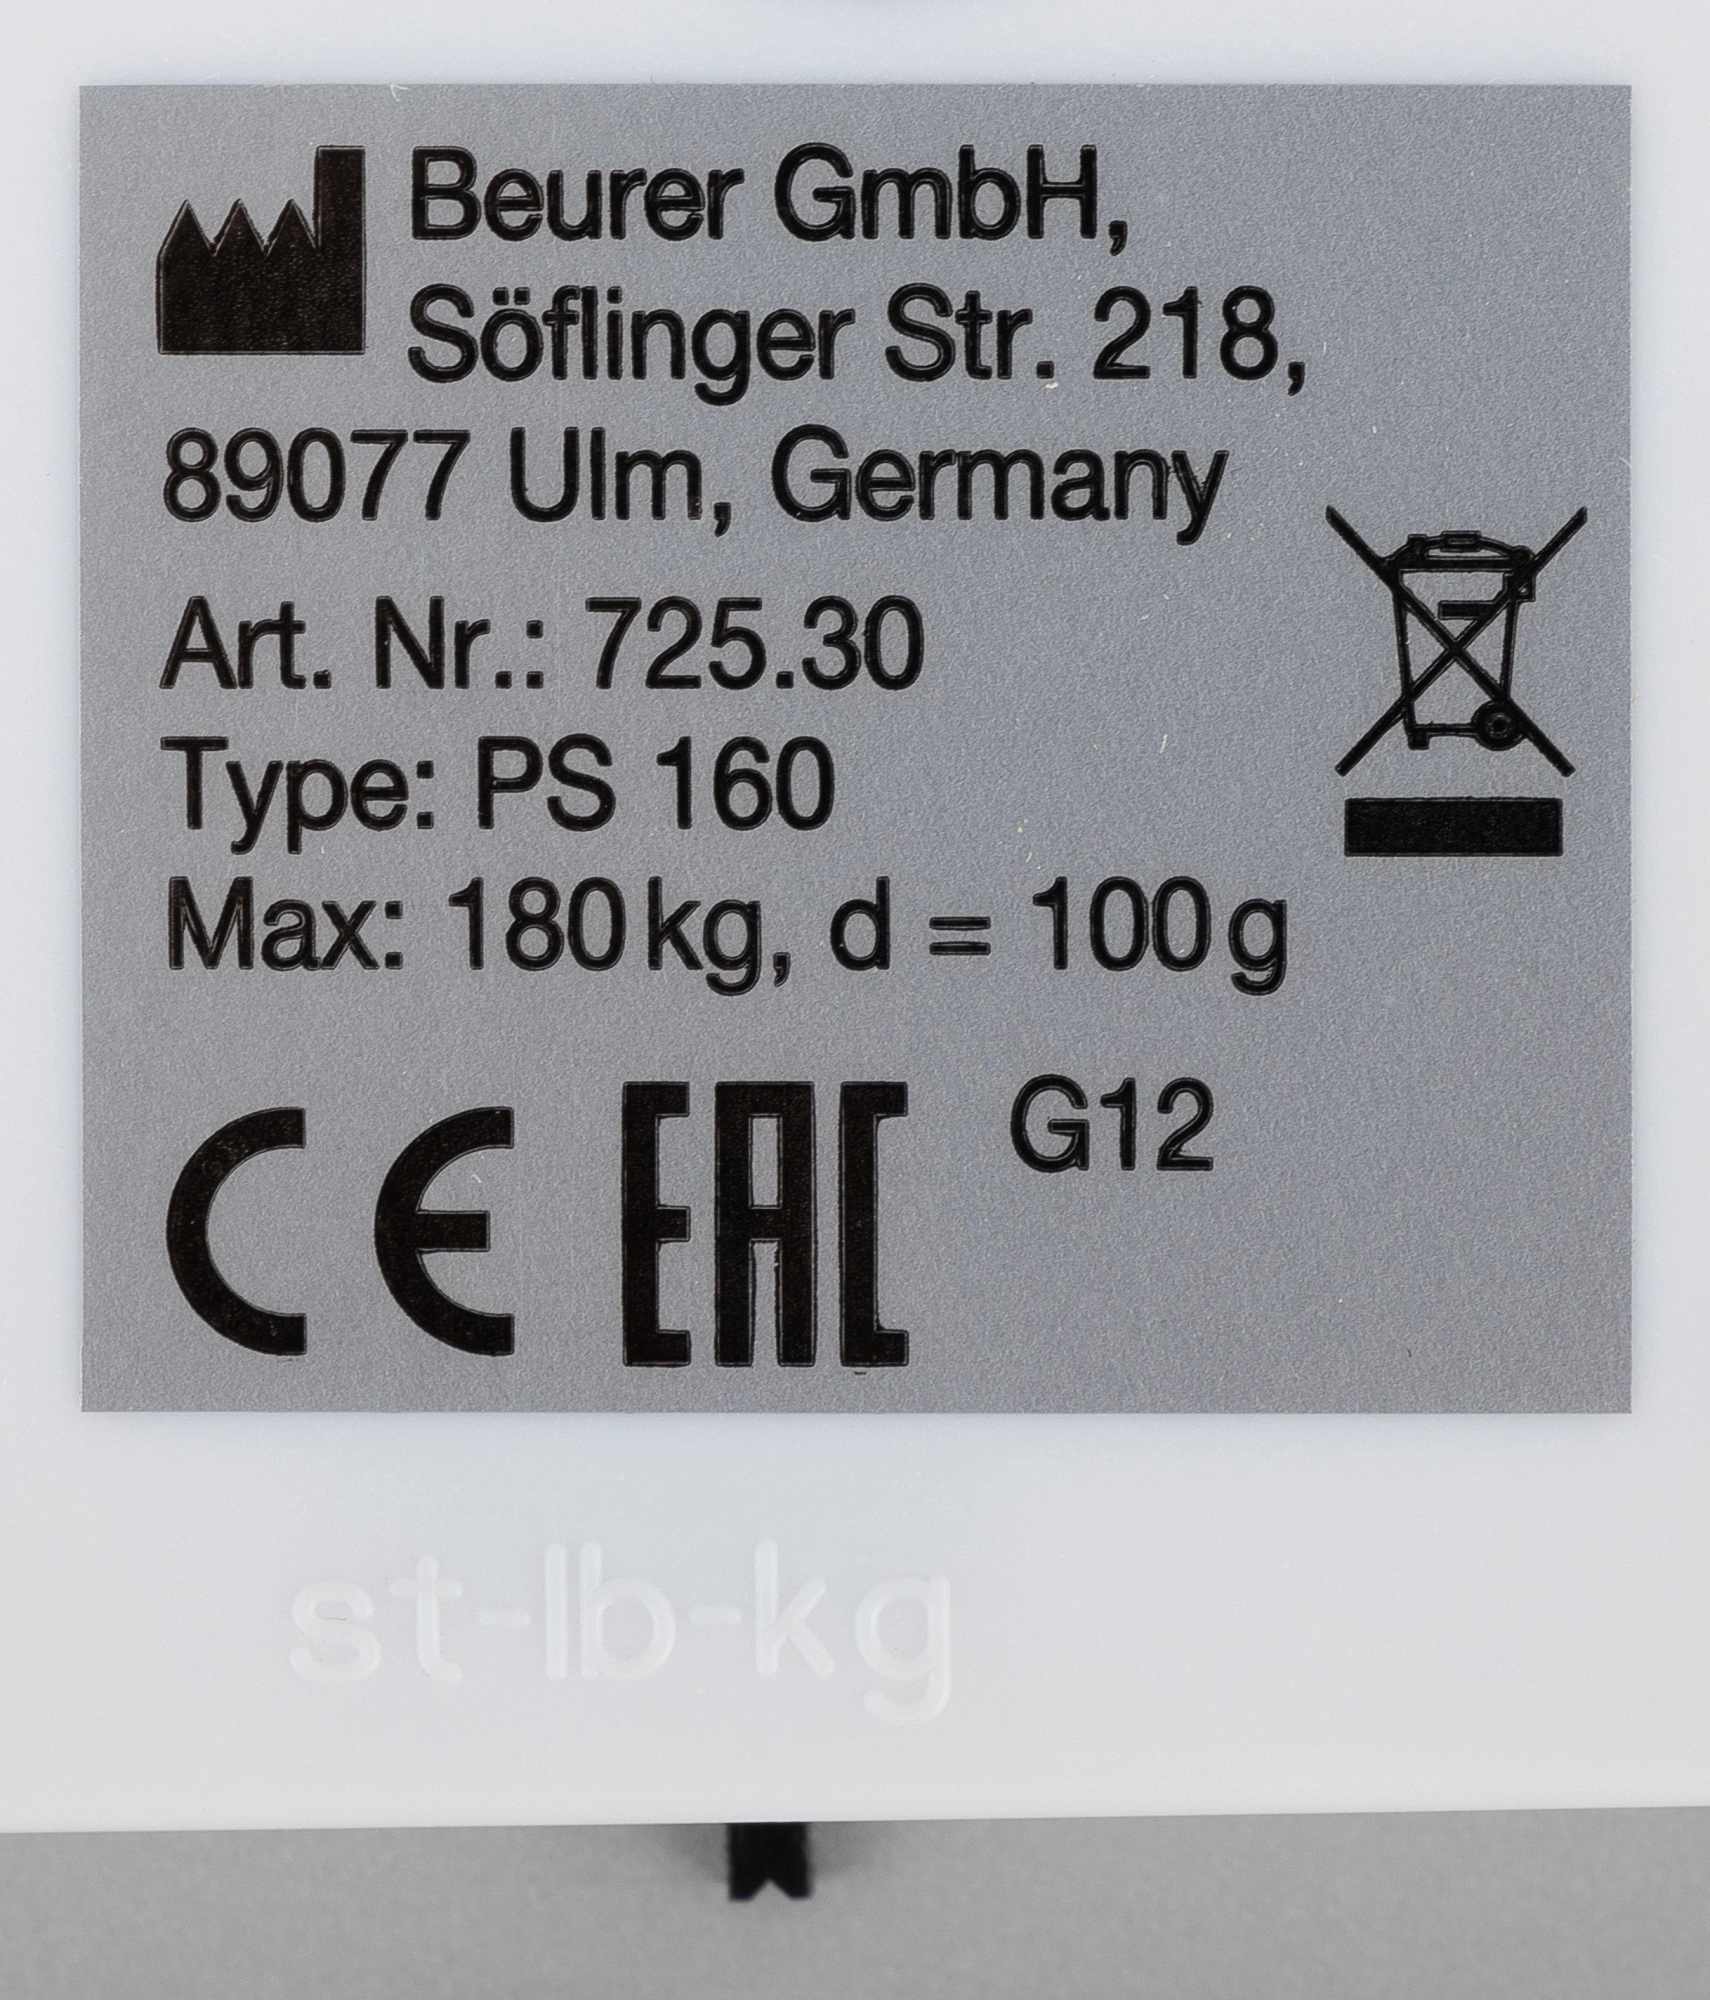 Beurer GmbH,
Söflinger Str. 218,
89077 Ulm, Germany
Art. Nr.: 725.30
Type: PS 160
Max: 180 kg, d = 100 g
CE EAC G12
st-lb-kg